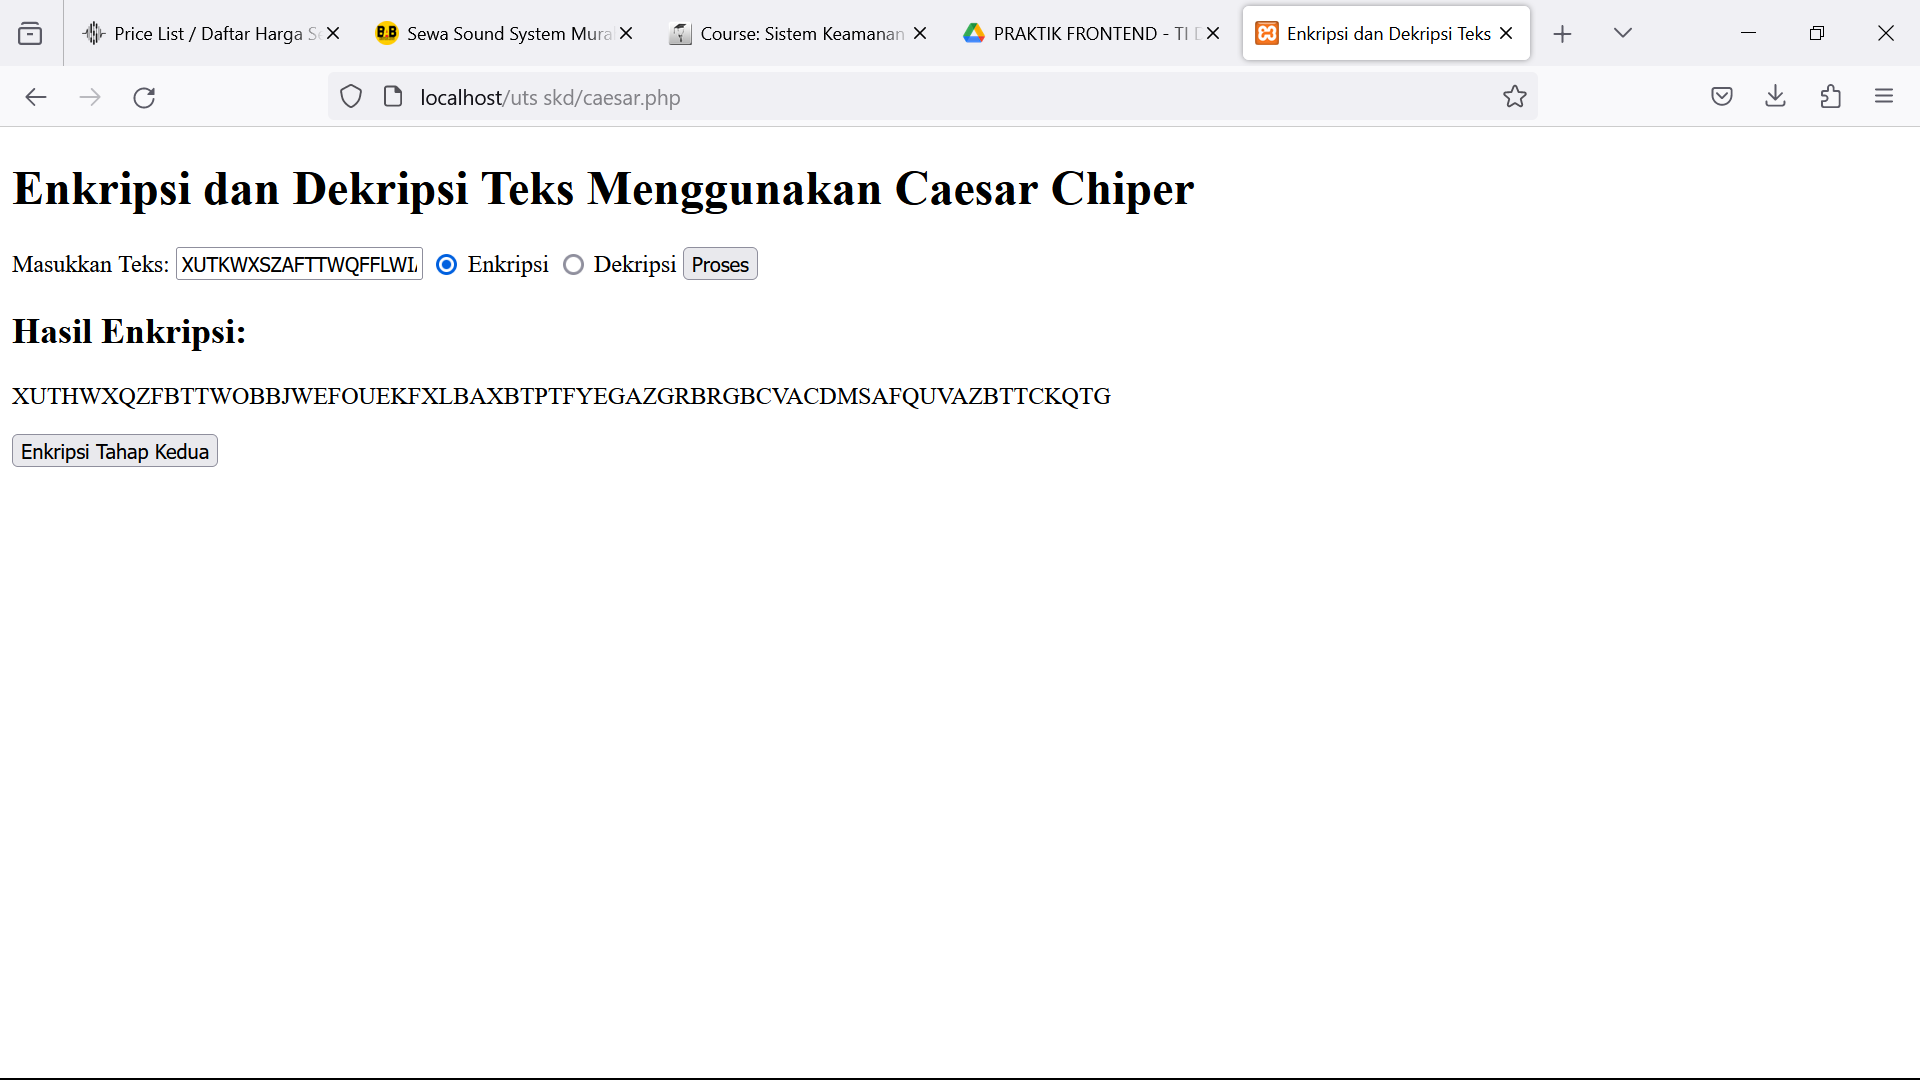 Price List / Daftar Harga
Sewa Sound System Mura
Course: Sistem Keamanan
PRAKTIK FRONTEND - TI
Enkripsi dan Dekripsi Teks
localhost/uts skd/caesar.php
Enkripsi dan Dekripsi Teks Menggunakan Caesar Chiper
Masukkan Teks: XUTKWXSZAFTTWQFFLWI Enkripsi Dekripsi Proses
Hasil Enkripsi:
XUTHWXQZFBTTWOBBJWEFOUEKFXLBAXBTPTFYEGAZGRBRGBCVACDMSAFQUVAZBTTCKQTG
Enkripsi Tahap Kedua